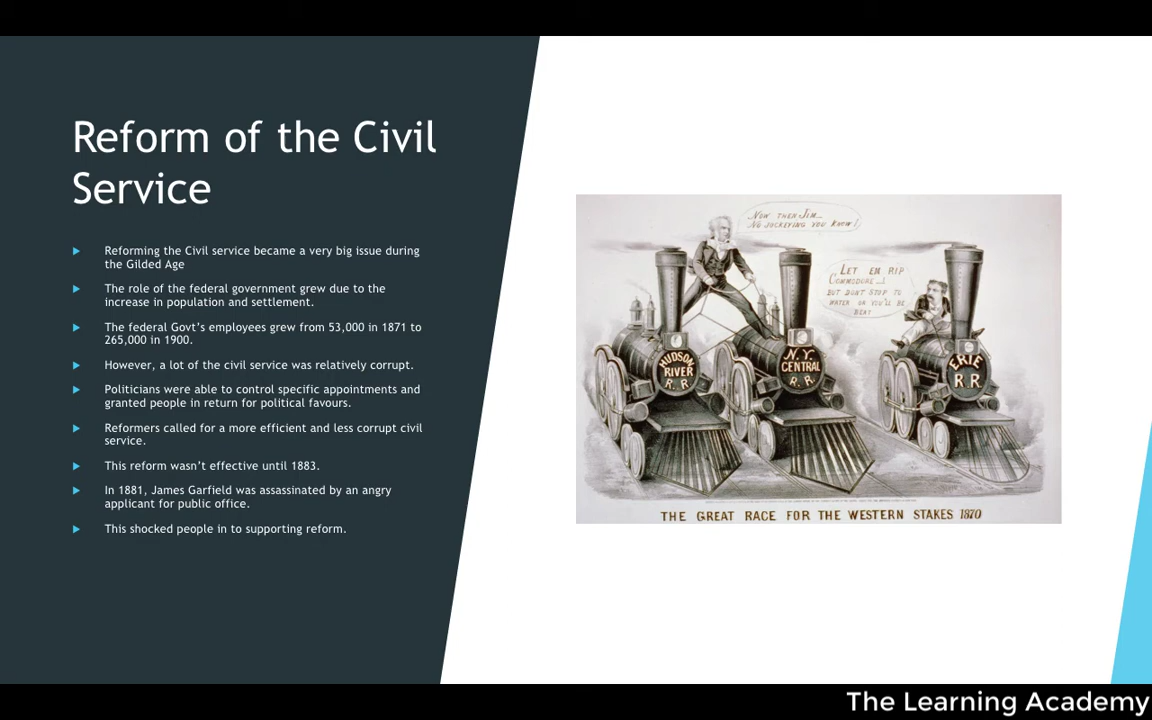 Reform of the Civil
Service
Reforming the Civil service became a very big issue during
the Gilded Age
The role of the federal government grew due to the
increase in population and settlement.
The federal Govt's employees grew from 53,000 in 1871 to
265,000 in 1900.
However, a lot of the civil service was relatively corrupt.
Politicians were able to control specific appointments and
granted people in return for political favours.
Reformers called for a more efficient and less corrupt civil
service.
This reform wasn't effective until 1883.
In 1881, James Garfield was assassinated by an angry
applicant for public office.
This shocked people in to supporting reform.
NOW THEN JIM__
NO JOCKEYING YOU KNOW!
LET EM RIP
COMMODORE__!
BUT DON'T STOP TO
WATER OR YOU'LL BE
BEAT
HUDSON
RIVER
R.R.
N.Y.
CENTRAL
R.R.
ERIE
R R
THE GREAT RACE FOR THE WESTERN STAKES 1870
The Learning Academy